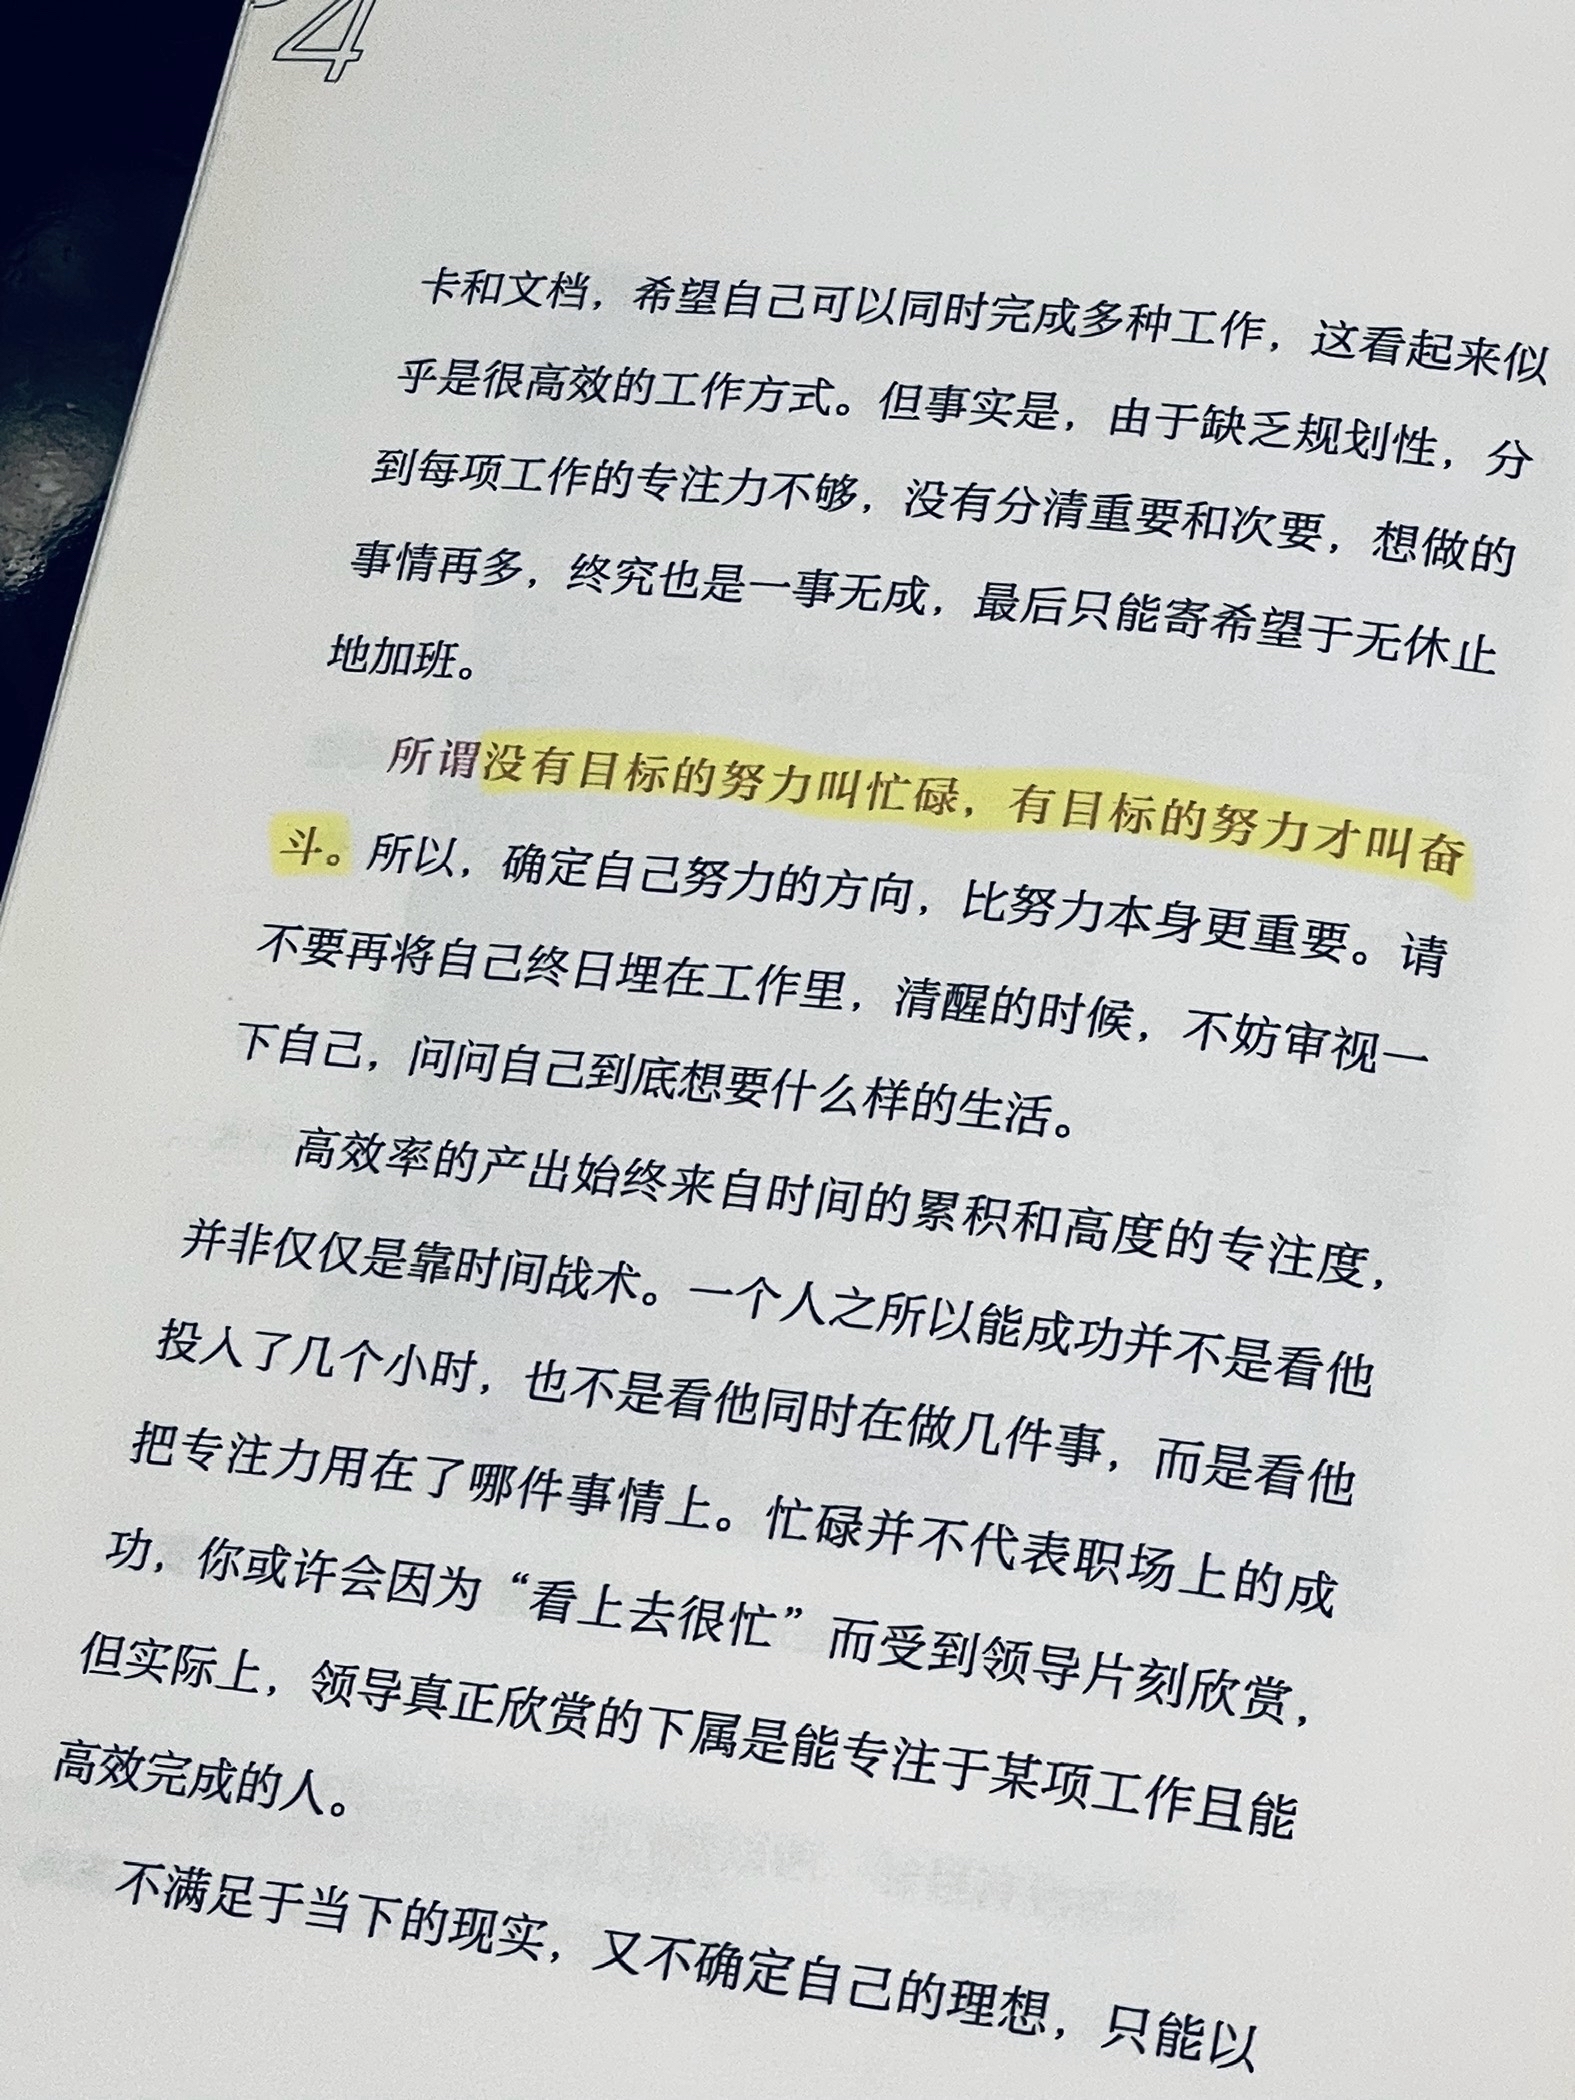 4
卡和文档，希望自己可以同时完成多种工作，这看起来似
乎是很高效的工作方式。但事实是，由于缺乏规划性，分
到每项工作的专注力不够，没有分清重要和次要，想做的
事情再多，终究也是一事无成，最后只能寄希望于无休止
地加班。
所谓没有目标的努力叫忙碌，有目标的努力才叫奋
斗。所以，确定自己努力的方向，比努力本身更重要。请
不要再将自己终日埋在工作里，清醒的时候，不妨审视一
下自己，问问自己到底想要什么样的生活。
高效率的产出始终来自时间的累积和高度的专注度，
并非仅仅是靠时间战术。一个人之所以能成功并不是看他
投入了几个小时，也不是看他同时在做几件事，而是看他
把专注力用在了哪件事情上。忙碌并不代表职场上的成
功，你或许会因为“看上去很忙”而受到领导片刻欣赏，
但实际上，领导真正欣赏的下属是能专注于某项工作且能
高效完成的人。
不满足于当下的现实，又不确定自己的理想，只能以